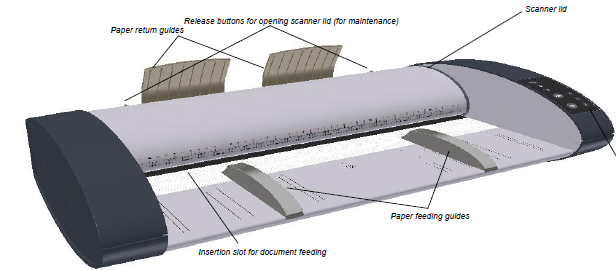 Scanner lid
Release buttons for opening scanner lid (for maintenance)
Paper return guides
Paper feeding guides
Insertion slot for document feeding